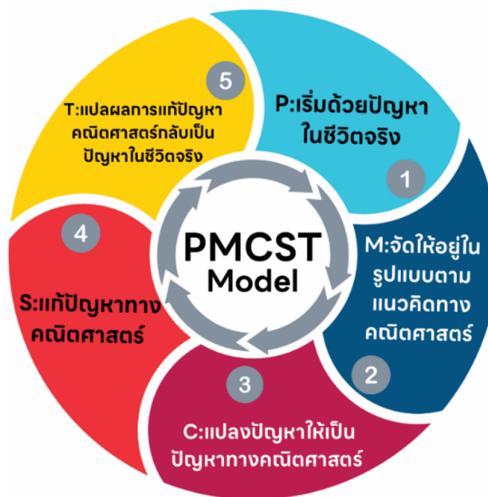 PMCST
Model
P:เริ่มด้วยปัญหา
ในชีวิตจริง
1
M:จัดให้อยู่ใน
รูปแบบตาม
แนวคิดทาง
คณิตศาสตร์
2
3
C:แปลงปัญหาให้เป็น
ปัญหาทางคณิตศาสตร์
4
S:แก้ปัญหาทาง
คณิตศาสตร์
5
T:แปลผลการแก้ปัญหา
คณิตศาสตร์กลับเป็น
ปัญหาในชีวิตจริง